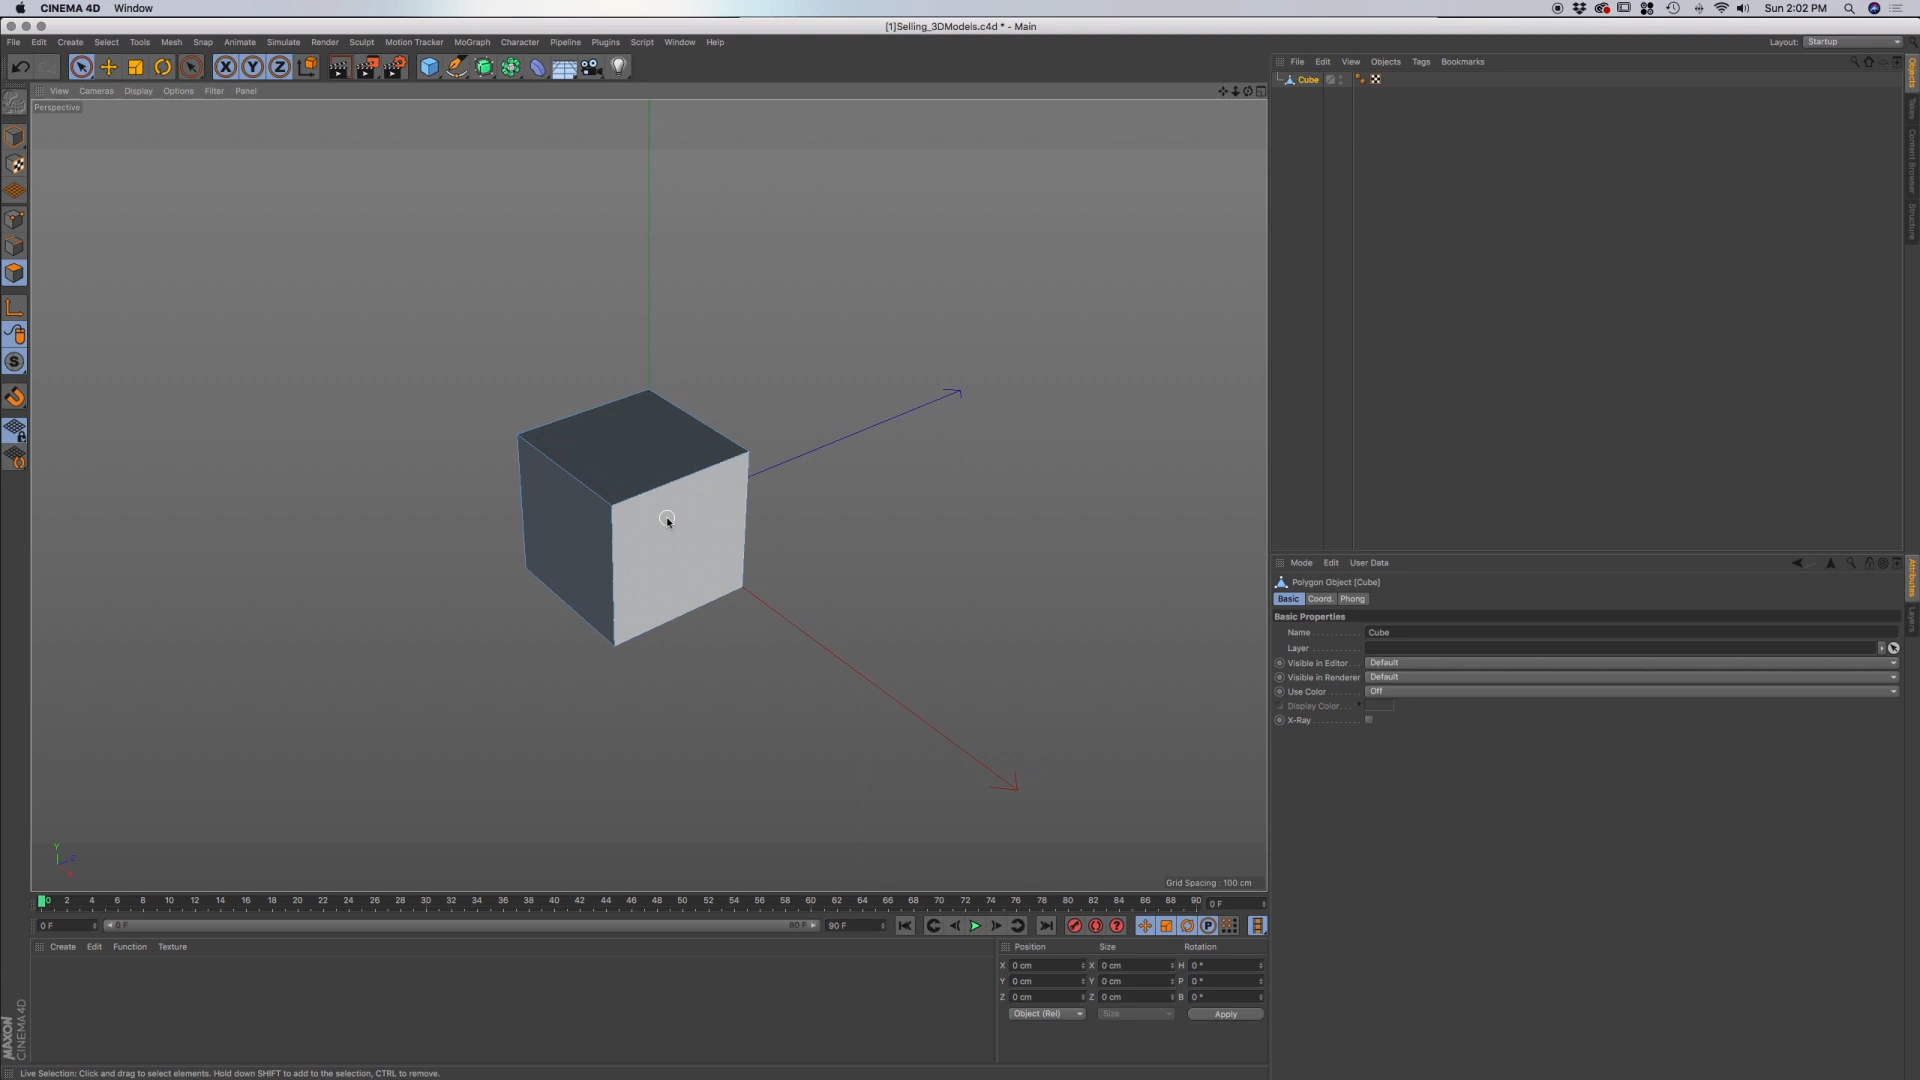 CINEMA 4D Window Sun 2:02 PM
[1]Selling_3DModels.c4d * - Main
File Edit Create Select Tools Mesh Snap Animate Simulate Render Sculpt Motion Tracker MoGraph Character Pipeline Plugins Script Window Help Layout: Startup
X Y Z
File Edit View Objects Tags Bookmarks
View Cameras Display Options Filter Panel
Cube
Perspective
Objects
Takes
Content Browser
Structure
S
Mode Edit User Data
Polygon Object [Cube]
Basic Coord. Phong
Basic Properties
Name Cube
Layer
Visible in Editor Default
Visible in Renderer Default
Use Color Off
Display Color
X-Ray
Attributes
Layers
Y
Z
X
Grid Spacing : 100 cm
0 2 4 6 8 10 12 14 16 18 20 22 24 26 28 30 32 34 36 38 40 42 44 46 48 50 52 54 56 58 60 62 64 66 68 70 72 74 76 78 80 82 84 86 88 90 0 F
0 F 0 F 90 F 90 F ? P
Create Edit Function Texture
Position Size Rotation
X 0 cm X 0 cm H 0 °
Y 0 cm Y 0 cm P 0 °
Z 0 cm Z 0 cm B 0 °
Object (Rel) Size Apply
MAXON
CINEMA 4D
Live Selection: Click and drag to select elements. Hold down SHIFT to add to the selection, CTRL to remove.